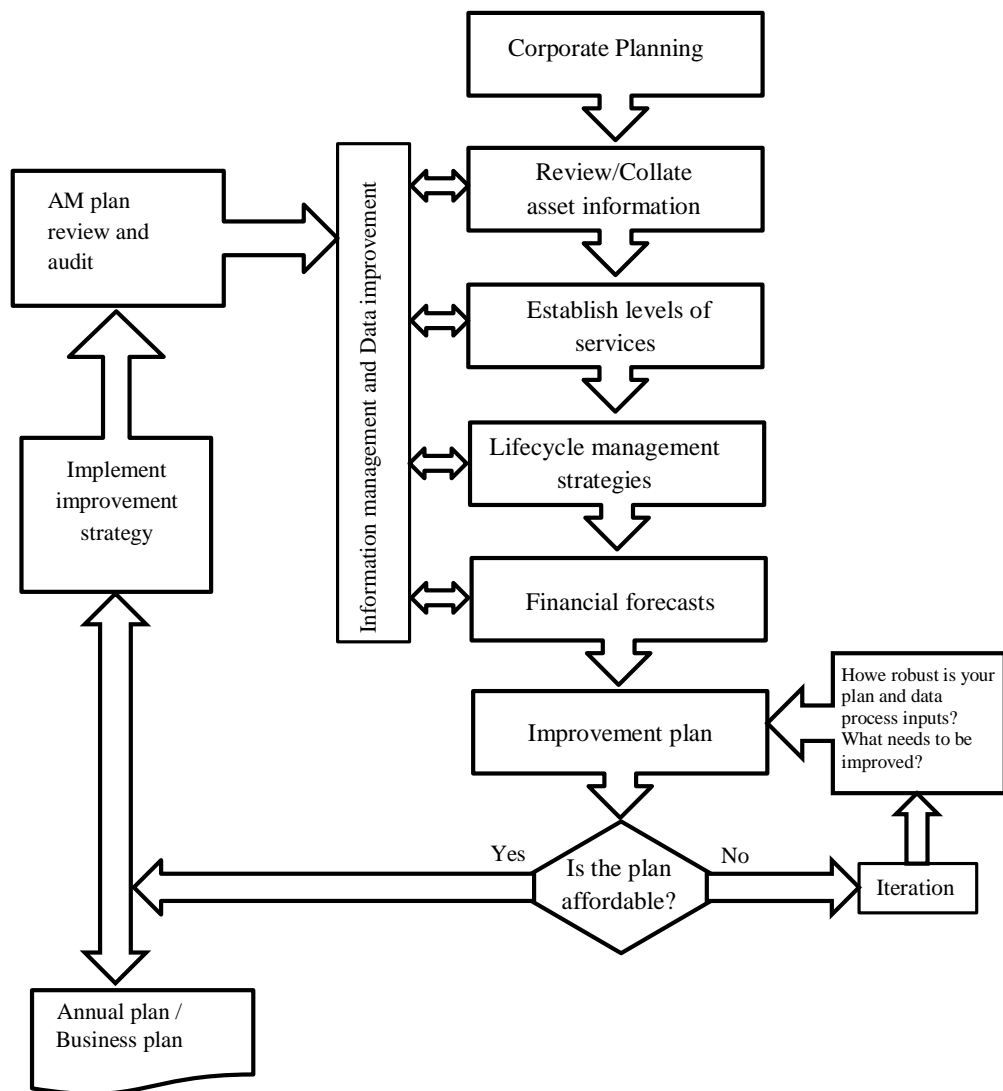 Corporate Planning
Review/Collate
asset information
AM plan
review and
audit
Information management and Data improvement
Establish levels of
services
Lifecycle management
strategies
Implement
improvement
strategy
Financial forecasts
Improvement plan
Howe robust is your
plan and data
process inputs?
What needs to be
improved?
Yes
No
Is the plan
affordable?
Iteration
Annual plan /
Business plan